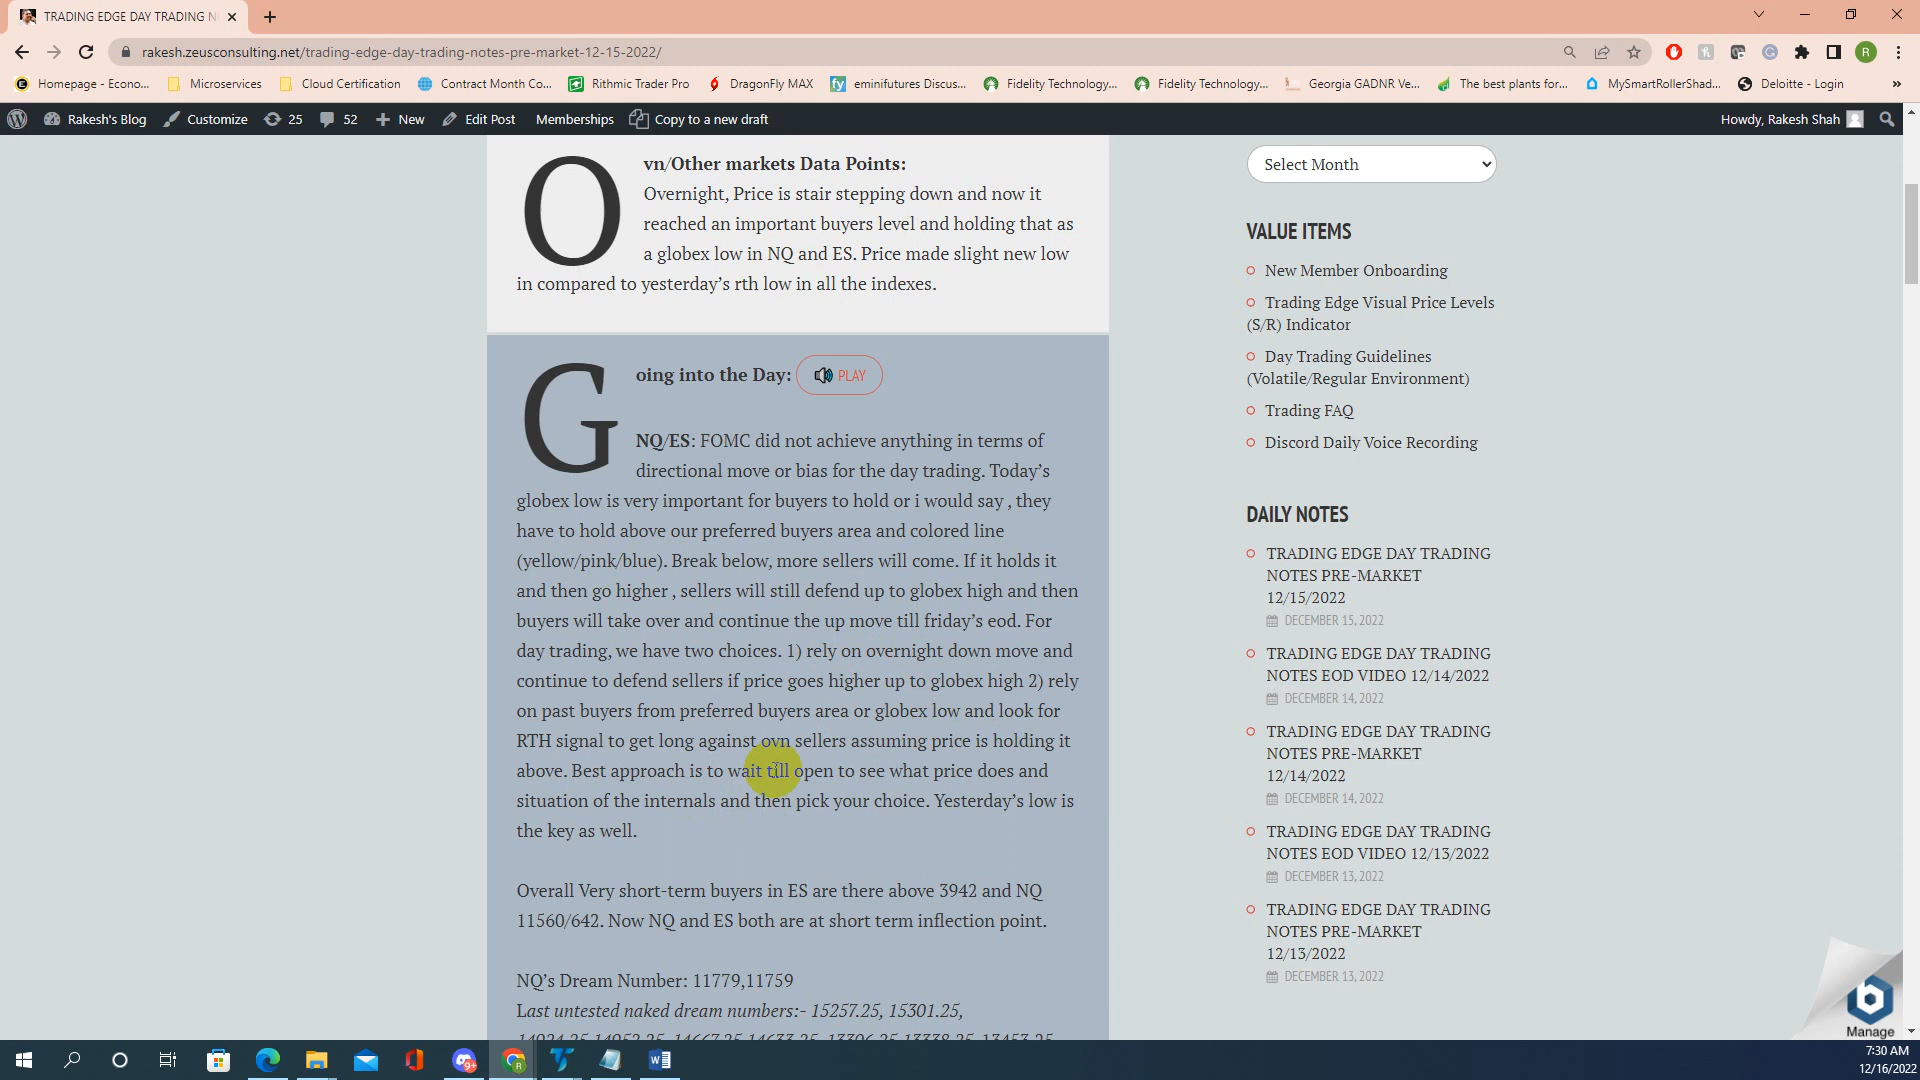 TRADING EDGE DAY TRADING N
rakesh.zeusconsulting.net/trading-edge-day-trading-notes-pre-market-12-15-2022/
R
Homepage - Econo...
Microservices
Cloud Certification
Contract Month Co...
Rithmic Trader Pro
DragonFly MAX
fy
eminifutures Discus...
Fidelity Technology...
Fidelity Technology...
Georgia GADNR Ve...
The best plants for...
MySmartRollerShad...
Deloitte - Login
»
Rakesh's Blog
Customize
25
52
New
Edit Post
Memberships
Copy to a new draft
Howdy, Rakesh Shah
Ovn/Other markets Data Points:
Overnight, Price is stair stepping down and now it
reached an important buyers level and holding that as
a globex low in NQ and ES. Price made slight new low
in compared to yesterday's rth low in all the indexes.
Going into the Day: PLAY
NQ/ES: FOMC did not achieve anything in terms of
directional move or bias for the day trading. Today's
globex low is very important for buyers to hold or i would say , they
have to hold above our preferred buyers area and colored line
(yellow/pink/blue). Break below, more sellers will come. If it holds it
and then go higher , sellers will still defend up to globex high and then
buyers will take over and continue the up move till friday's eod. For
day trading, we have two choices. 1) rely on overnight down move and
continue to defend sellers if price goes higher up to globex high 2) rely
on past buyers from preferred buyers area or globex low and look for
RTH signal to get long against ovn sellers assuming price is holding it
above. Best approach is to wait till open to see what price does and
situation of the internals and then pick your choice. Yesterday's low is
the key as well.
Overall Very short-term buyers in ES are there above 3942 and NQ
11560/642. Now NQ and ES both are at short term inflection point.
NQ's Dream Number: 11779,11759
Last untested naked dream numbers:- 15257.25, 15301.25,
14924.25,14952.25, 14667.25,14633.25, 13306.25,13338.25, 13453.25
Select Month
VALUE ITEMS
New Member Onboarding
Trading Edge Visual Price Levels
(S/R) Indicator
Day Trading Guidelines
(Volatile/Regular Environment)
Trading FAQ
Discord Daily Voice Recording
DAILY NOTES
TRADING EDGE DAY TRADING
NOTES PRE-MARKET
12/15/2022
DECEMBER 15, 2022
TRADING EDGE DAY TRADING
NOTES EOD VIDEO 12/14/2022
DECEMBER 14, 2022
TRADING EDGE DAY TRADING
NOTES PRE-MARKET
12/14/2022
DECEMBER 14, 2022
TRADING EDGE DAY TRADING
NOTES EOD VIDEO 12/13/2022
DECEMBER 13, 2022
TRADING EDGE DAY TRADING
NOTES PRE-MARKET
12/13/2022
DECEMBER 13, 2022
Manage
9+
7:30 AM
12/16/2022